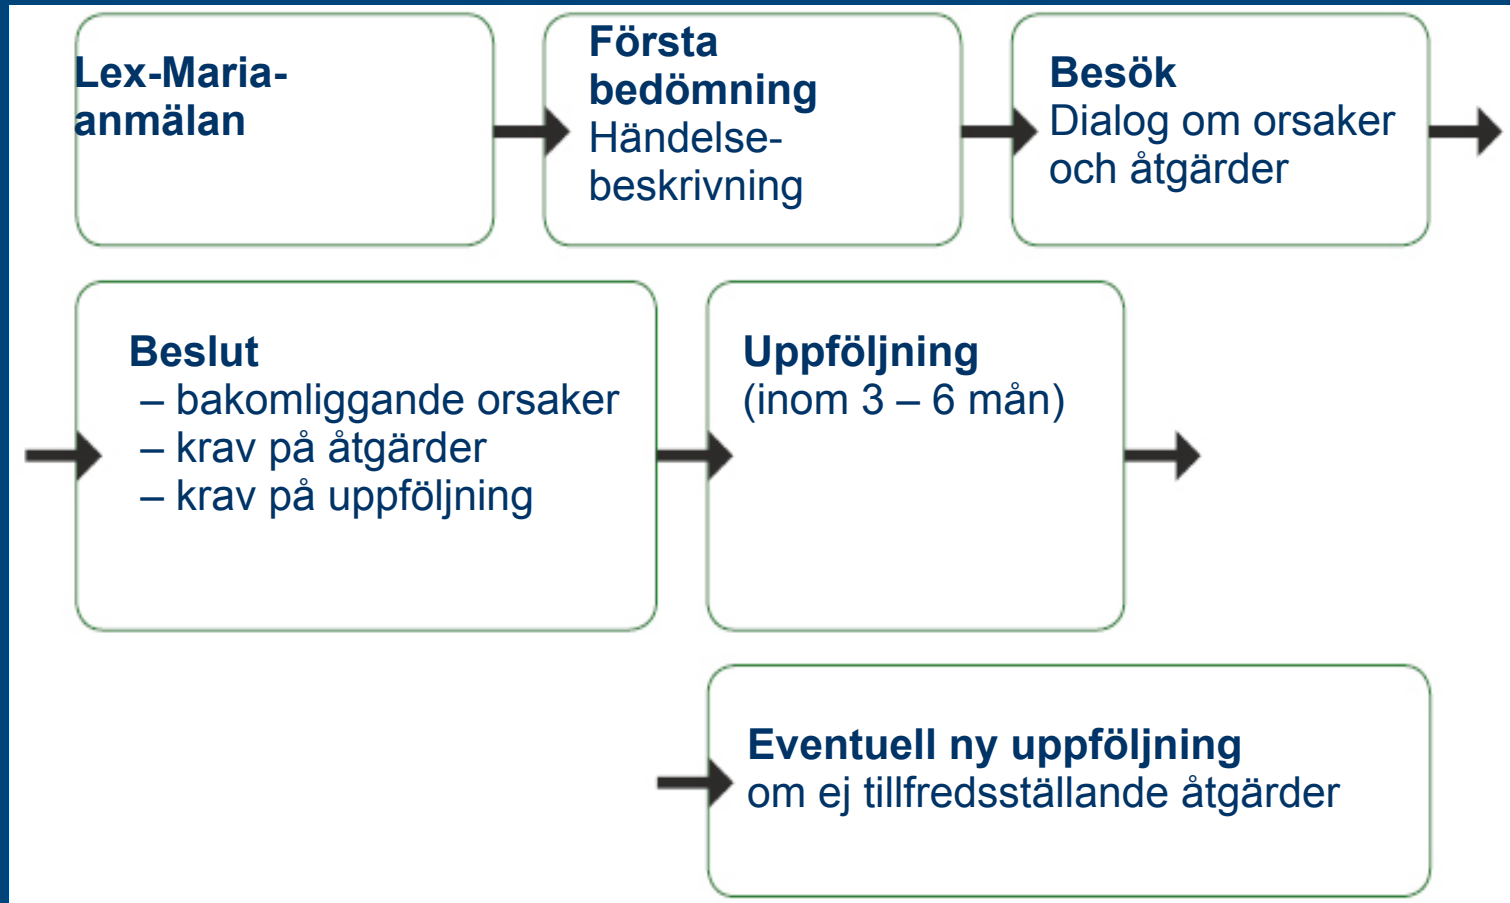 Lex-Maria-
anmälan
Första
bedömning
Händelse-
beskrivning
Besök
Dialog om orsaker
och åtgärder
Beslut
– bakomliggande orsaker
– krav på åtgärder
– krav på uppföljning
Uppföljning
(inom 3 – 6 mån)
Eventuell ny uppföljning
om ej tillfredsställande åtgärder